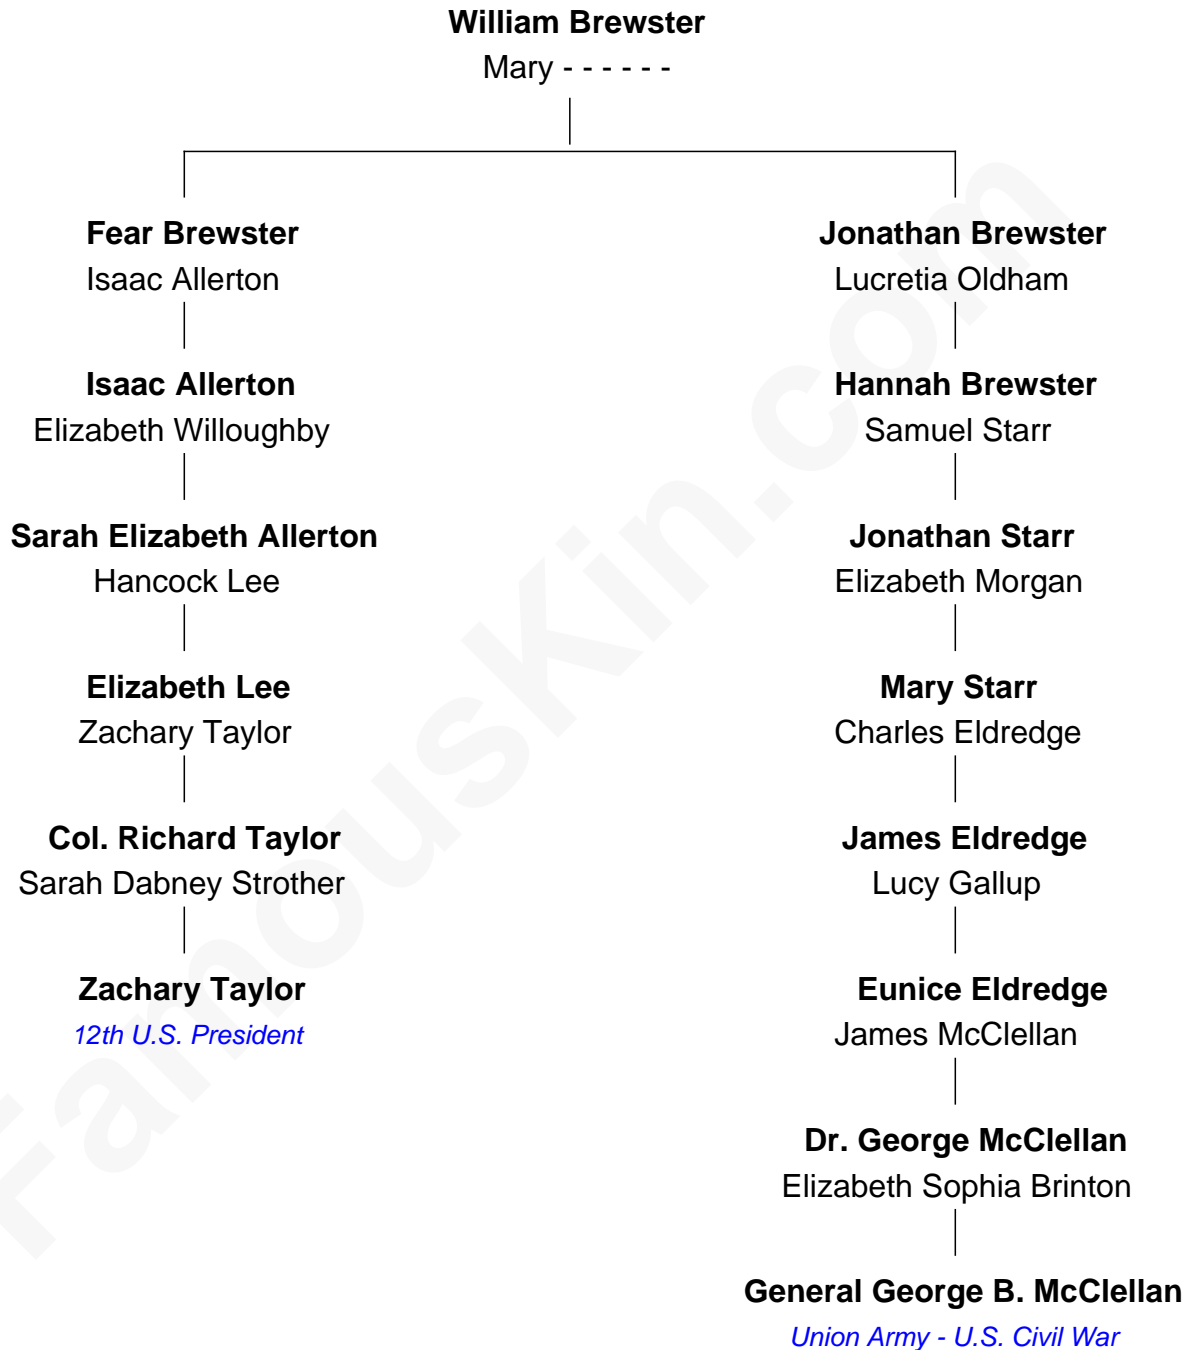 William Brewster
Mary - - - - - -
Fear Brewster
Isaac Allerton
Jonathan Brewster
Lucretia Oldham
Isaac Allerton
Elizabeth Willoughby
Hannah Brewster
Samuel Starr
Sarah Elizabeth Allerton
Hancock Lee
Jonathan Starr
Elizabeth Morgan
Elizabeth Lee
Zachary Taylor
Mary Starr
Charles Eldredge
Col. Richard Taylor
Sarah Dabney Strother
James Eldredge
Lucy Gallup
Zachary Taylor
12th U.S. President
Eunice Eldredge
James McClellan
Dr. George McClellan
Elizabeth Sophia Brinton
General George B. McClellan
Union Army - U.S. Civil War
FamousKin.com